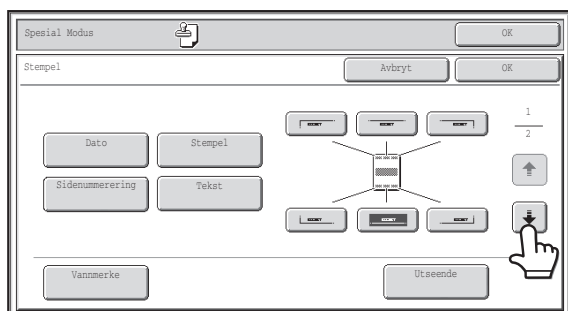 Spesial Modus
OK
Stempel
Avbryt
OK
Dato
Stempel
1
2
Sidenummerering
Tekst
Vannmerke
Utseende